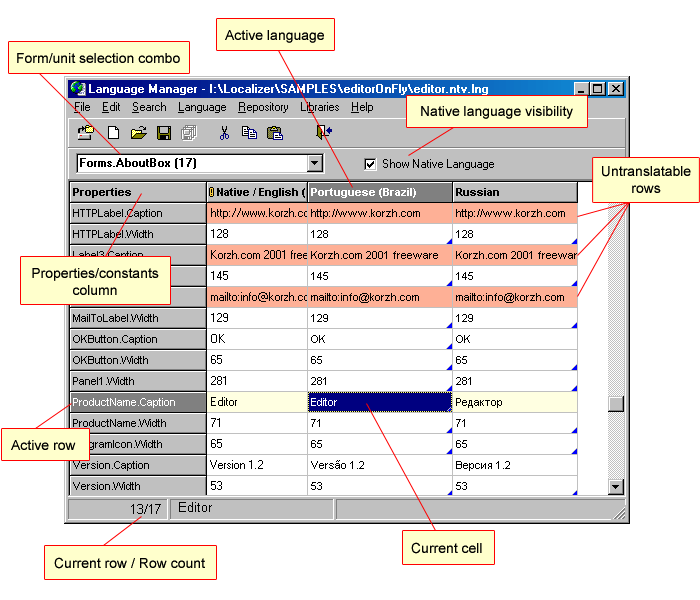 Active language
Form/unit selection combo
Language Manager - I:\Localizer\SAMPLES\editorOnFly\editor.ntv.lng
File Edit Search Language Repository Libraries Help
Native language visibility
Forms.AboutBox (17)
Show Native Language
Untranslatable
rows
Properties Native / English ( Portuguese (Brazil) Russian
HTTPLabel.Caption http://www.korzh.cc http://www.korzh.com http://www.korzh.com
HTTPLabel.Width 128 128 128
Label3.Caption Korzh.com 2001 free Korzh.com 2001 freeware Korzh.com 2001 freewar
Properties/constants
column
145 145 145
mailto:info@korzh.cc mailto:info@korzh.com mailto:info@korzh.com
MailToLabel.Width 129 129 129
OKButton.Caption OK OK OK
OKButton.Width 65 65 65
Panel1.Width 281 281 281
ProductName.Caption Editor Editor Редактор
ProductName.Width 71 71 71
Active row
gramIcon.Width 65 65 65
Version.Caption Version 1.2 Versão 1.2 Версия 1.2
Version.Width 53 53 53
13/17 Editor
Current cell
Current row / Row count